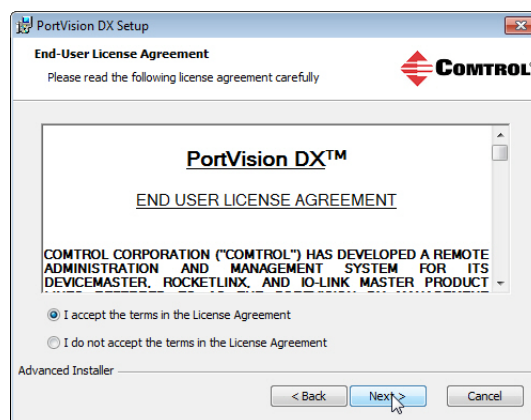 PortVision DX Setup
End-User License Agreement
Please read the following license agreement carefully
COMTROL
PortVision DX™
END USER LICENSE AGREEMENT
COMTROL CORPORATION ("COMTROL") HAS DEVELOPED A REMOTE
ADMINISTRATION AND MANAGEMENT SYSTEM FOR ITS
DEVICEMASTER, ROCKETLINX, AND IO-LINK MASTER PRODUCT
I accept the terms in the License Agreement
I do not accept the terms in the License Agreement
Advanced Installer
< Back
Next >
Cancel